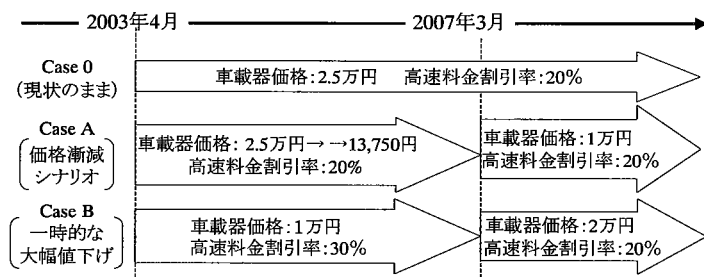 2003年4月 2007年3月
Case 0
(現状のまま)
車載器価格:2.5万円 高速料金割引率:20%
Case A
価格漸減
シナリオ
車載器価格: 2.5万円→ →13,750円
高速料金割引率:20%
車載器価格:1万円
高速料金割引率:20%
Case B
一時的な
大幅値下げ
車載器価格:1万円
高速料金割引率:30%
車載器価格:2万円
高速料金割引率:20%